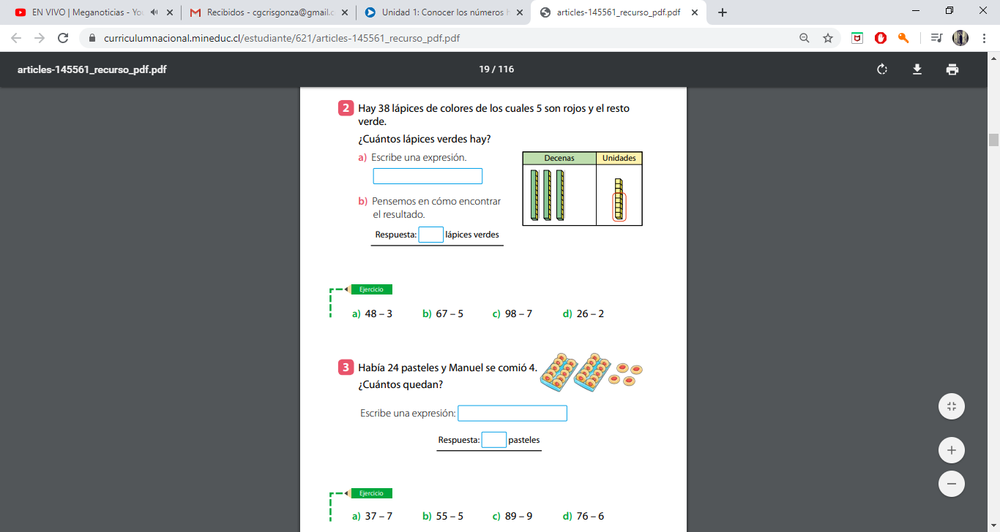 EN VIVO | Meganoticias - Yo
Recibidos - cgcrisgonza@gmail.c
Unidad 1: Conocer los números h
articles-145561_recurso_pdf.pdf
curriculumnacional.mineduc.cl/estudiante/621/articles-145561_recurso_pdf.pdf
articles-145561_recurso_pdf.pdf
19 / 116
2 Hay 38 lápices de colores de los cuales 5 son rojos y el resto
verde.
¿Cuántos lápices verdes hay?
a) Escribe una expresión.
Decenas Unidades
b) Pensemos en cómo encontrar
el resultado.
Respuesta: lápices verdes
Ejercicio
a) 48 – 3 b) 67 – 5 c) 98 – 7 d) 26 – 2
3 Había 24 pasteles y Manuel se comió 4.
¿Cuántos quedan?
Escribe una expresión:
Respuesta: pasteles
Ejercicio
a) 37 – 7 b) 55 – 5 c) 89 – 9 d) 76 – 6